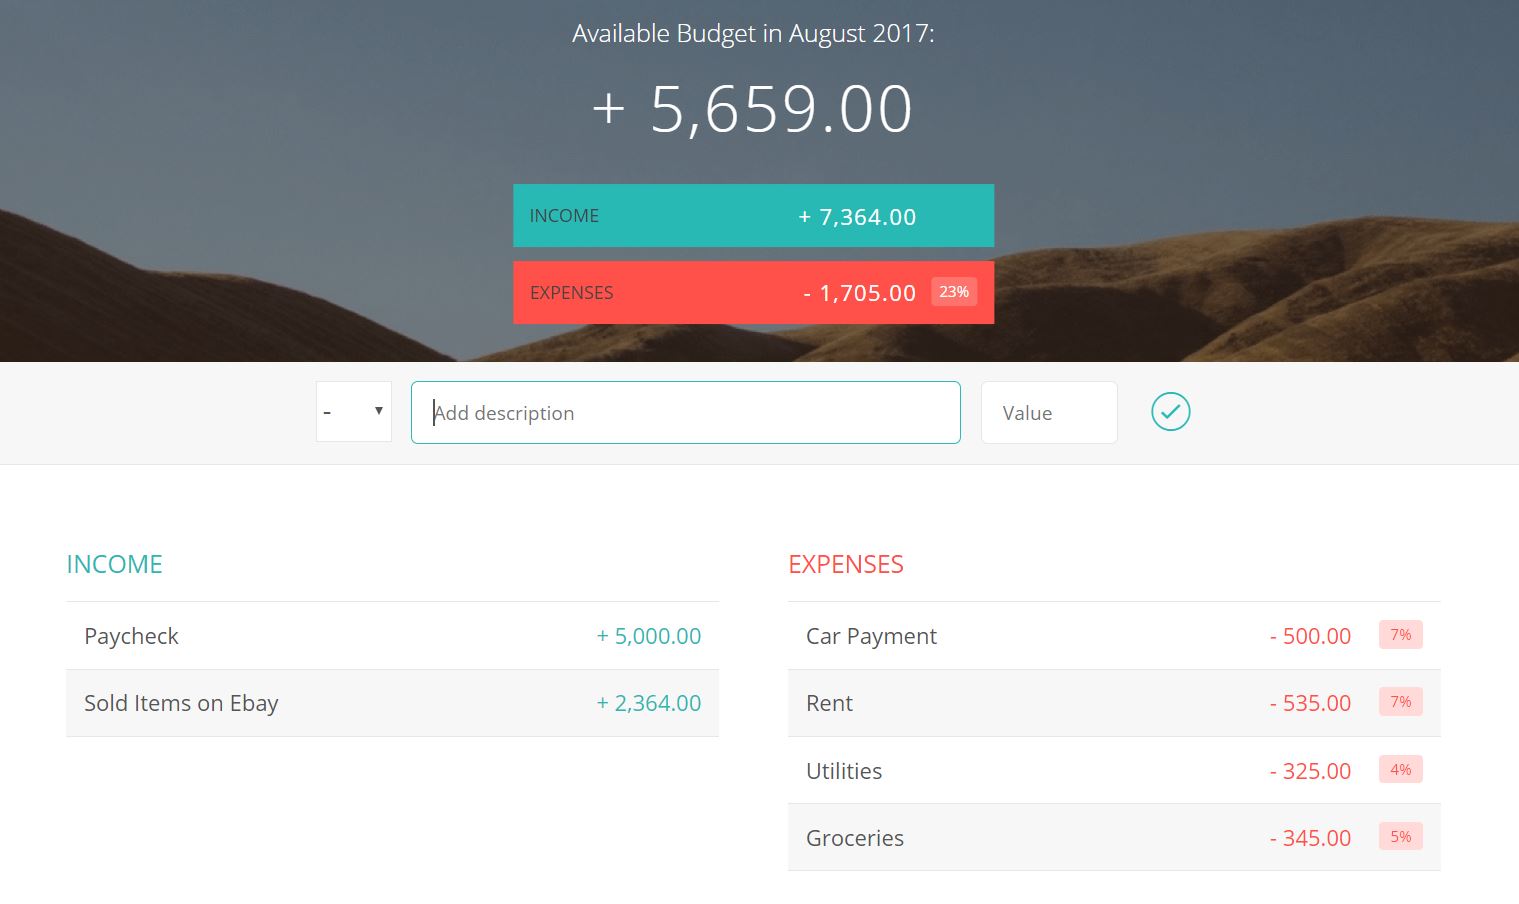 Available Budget in August 2017:
+ 5,659.00
INCOME + 7,364.00
EXPENSES - 1,705.00 23%
- Add description Value
INCOME
Paycheck + 5,000.00
Sold Items on Ebay + 2,364.00
EXPENSES
Car Payment - 500.00 7%
Rent - 535.00 7%
Utilities - 325.00 4%
Groceries - 345.00 5%